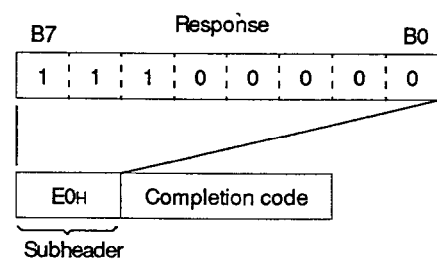 Response
B7 B0
1 1 1 0 0 0 0 0
E0H Completion code
Subheader